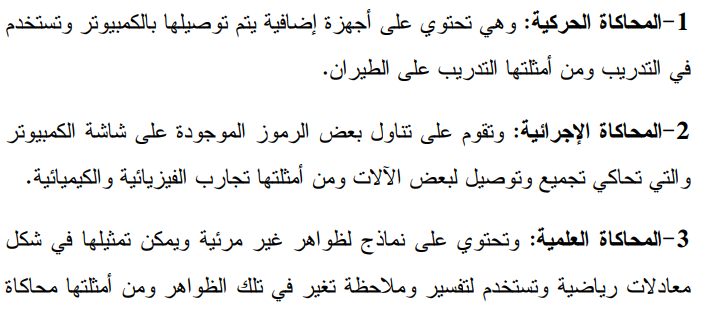 1-المحاكاة الحركية: وهي تحتوي على أجهزة إضافية يتم توصيلها بالكمبيوتر وتستخدم
في التدريب ومن أمثلتها التدريب على الطيران.
2-المحاكاة الإجرائية: وتقوم على تناول بعض الرموز الموجودة على شاشة الكمبيوتر
والتي تحاكي تجميع وتوصيل لبعض الآلات ومن أمثلتها تجارب الفيزيائية والكيميائية.
3-المحاكاة العلمية: وتحتوي على نماذج لظواهر غير مرئية ويمكن تمثيلها في شكل
معادلات رياضية وتستخدم لتفسير وملاحظة تغير في تلك الظواهر ومن أمثلتها محاكاة